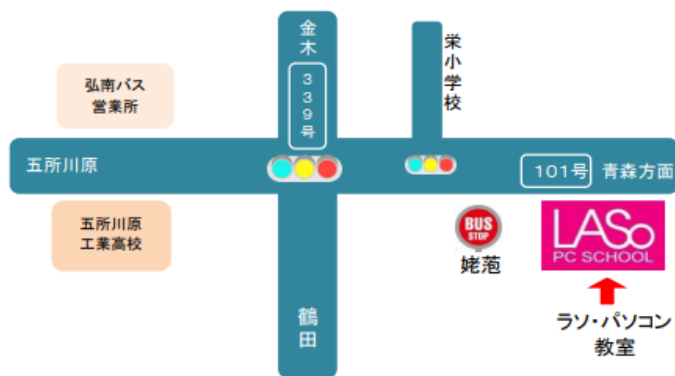 金木
339号
栄小学校
弘南バス
営業所
五所川原
101号
青森方面
五所川原
工業高校
BUS
STOP
姥萢
LASo
PC SCHOOL
鶴田
ラソ・パソコン
教室